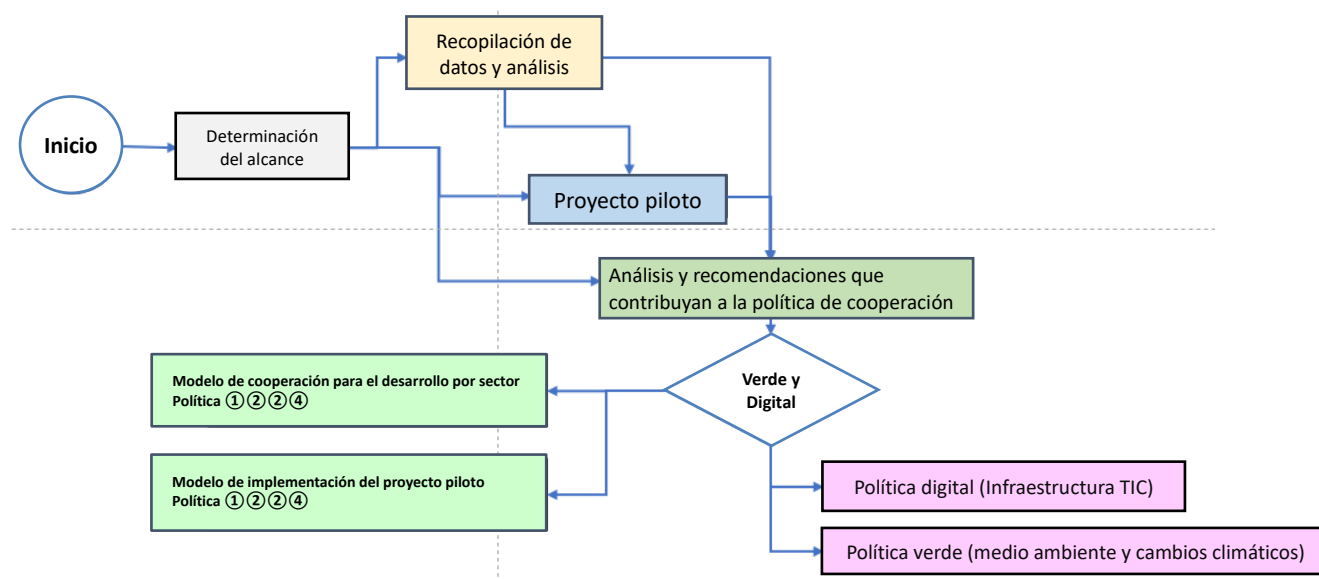 Recopilación de
datos y análisis
Inicio
Determinación
del alcance
Proyecto piloto
Análisis y recomendaciones que
contribuyan a la política de cooperación
Modelo de cooperación para el desarrollo por sector
Política ①②②④
Verde y
Digital
Modelo de implementación del proyecto piloto
Política ①②②④
Política digital (Infraestructura TIC)
Política verde (medio ambiente y cambios climáticos)